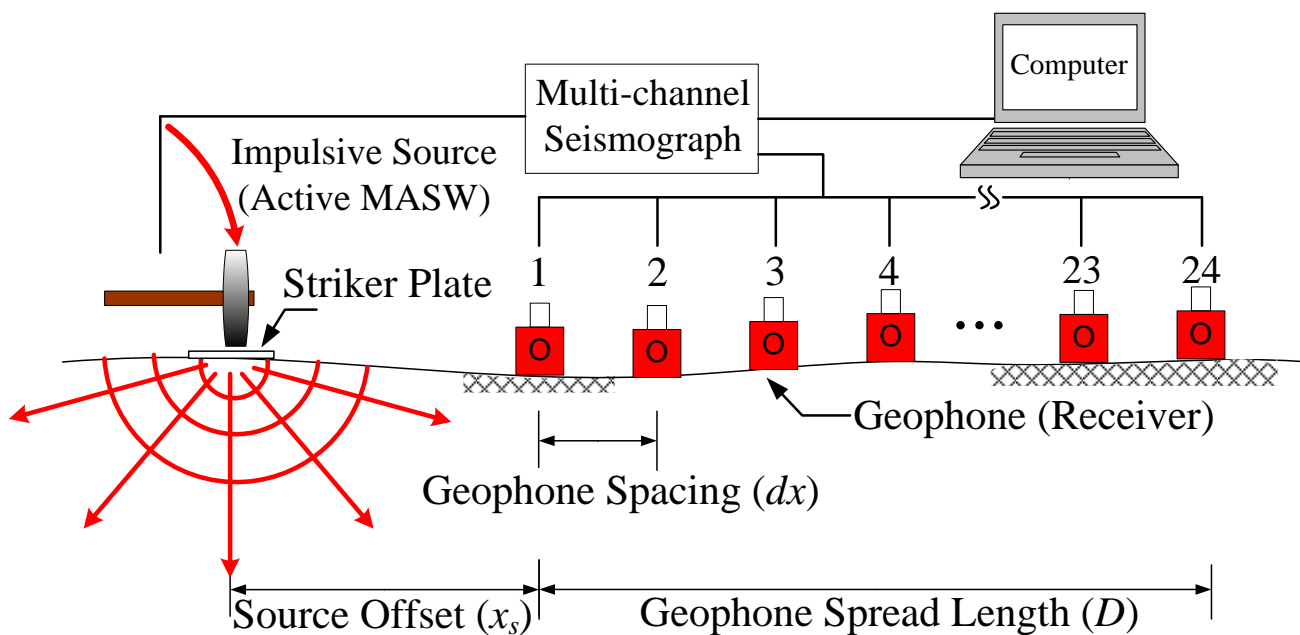 Computer
Multi-channel
Seismograph
Impulsive Source
(Active MASW)
Striker Plate
1 2 3 4 23 24
O O O O ••• O O
Geophone (Receiver)
Geophone Spacing (dx)
Source Offset (xₛ)
Geophone Spread Length (D)